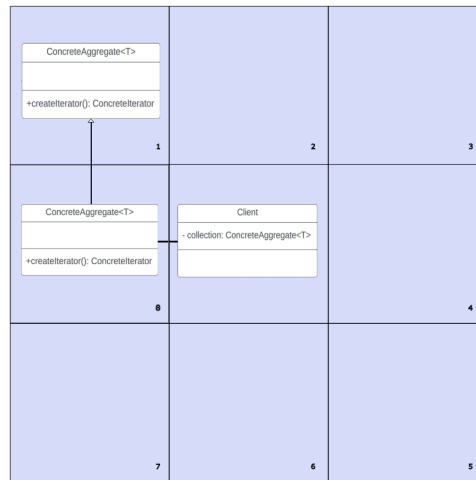 ConcreteAggregate<T>
+createIterator(): ConcreteIterator
1
2
3
ConcreteAggregate<T>
+createIterator(): ConcreteIterator
8
Client
- collection: ConcreteAggregate<T>
4
7
6
5